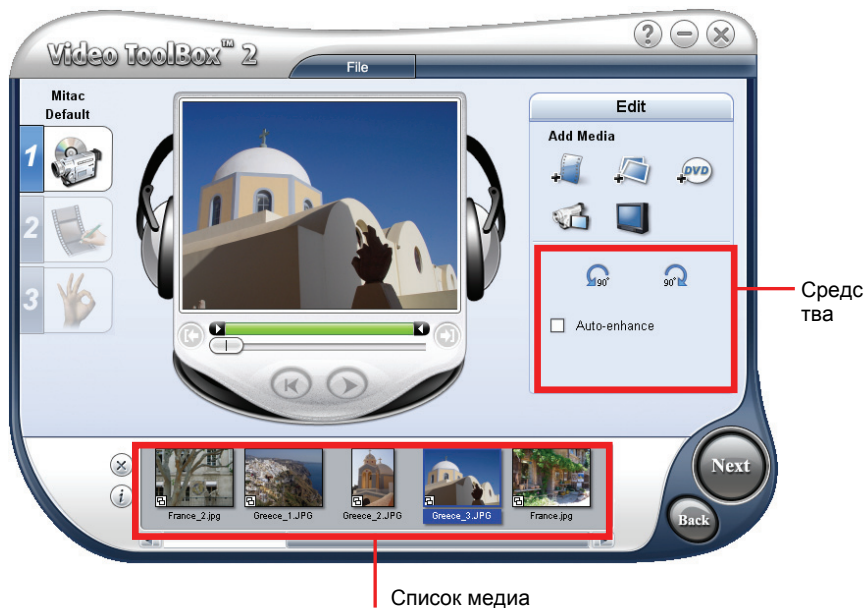 Video ToolBox™ 2
File
Mitac
Default
1
2
3
Edit
Add Media
DVD
90°
90°
Auto-enhance
Средс
тва
France_2.jpg
Greece_1.JPG
Greece_2.JPG
Greece_3.JPG
France.jpg
Next
Back
Список медиа